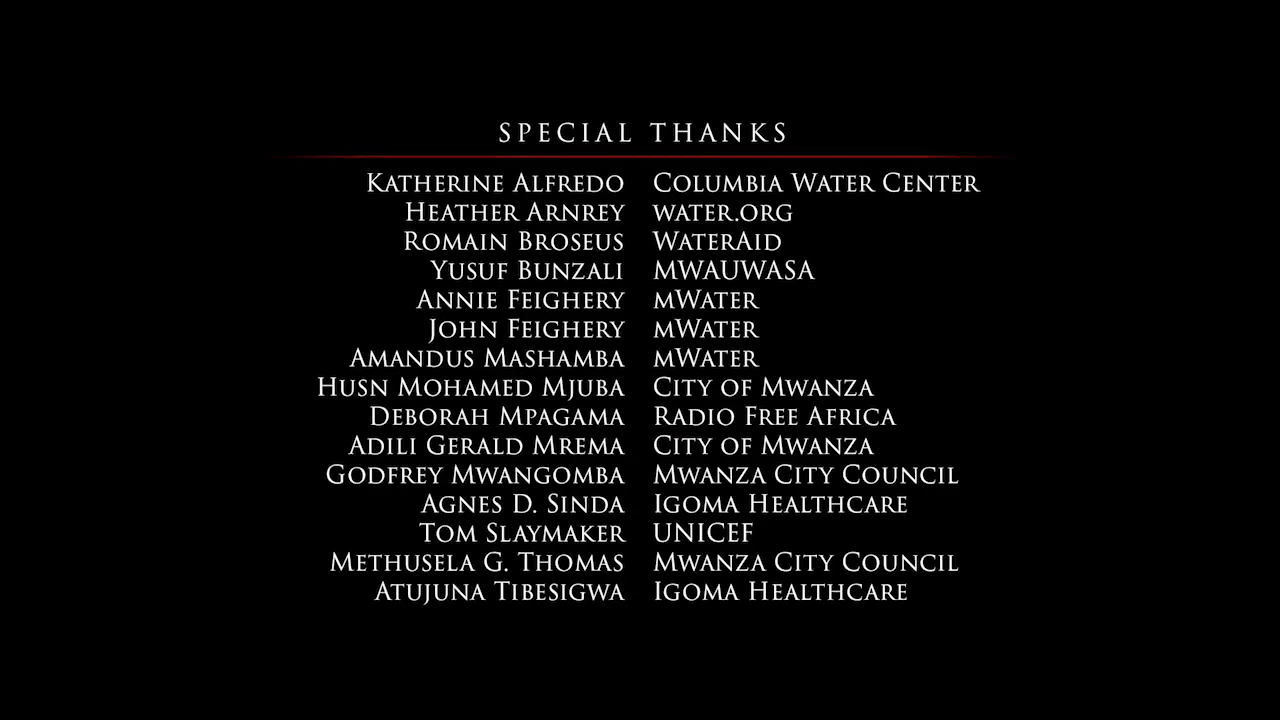 SPECIAL THANKS
KATHERINE ALFREDO COLUMBIA WATER CENTER
HEATHER ARNREY WATER.ORG
ROMAIN BROSEUS WATERAID
YUSUF BUNZALI MWAUWASA
ANNIE FEIGHERY mWATER
JOHN FEIGHERY mWATER
AMANDUS MASHAMBA mWATER
HUSN MOHAMED MJUBA CITY OF MWANZA
DEBORAH MPAGAMA RADIO FREE AFRICA
ADILI GERALD MREMA CITY OF MWANZA
GODFREY MWANGOMBA MWANZA CITY COUNCIL
AGNES D. SINDA IGOMA HEALTHCARE
TOM SLAYMAKER UNICEF
METHUSELA G. THOMAS MWANZA CITY COUNCIL
ATUJUNA TIBESIGWA IGOMA HEALTHCARE